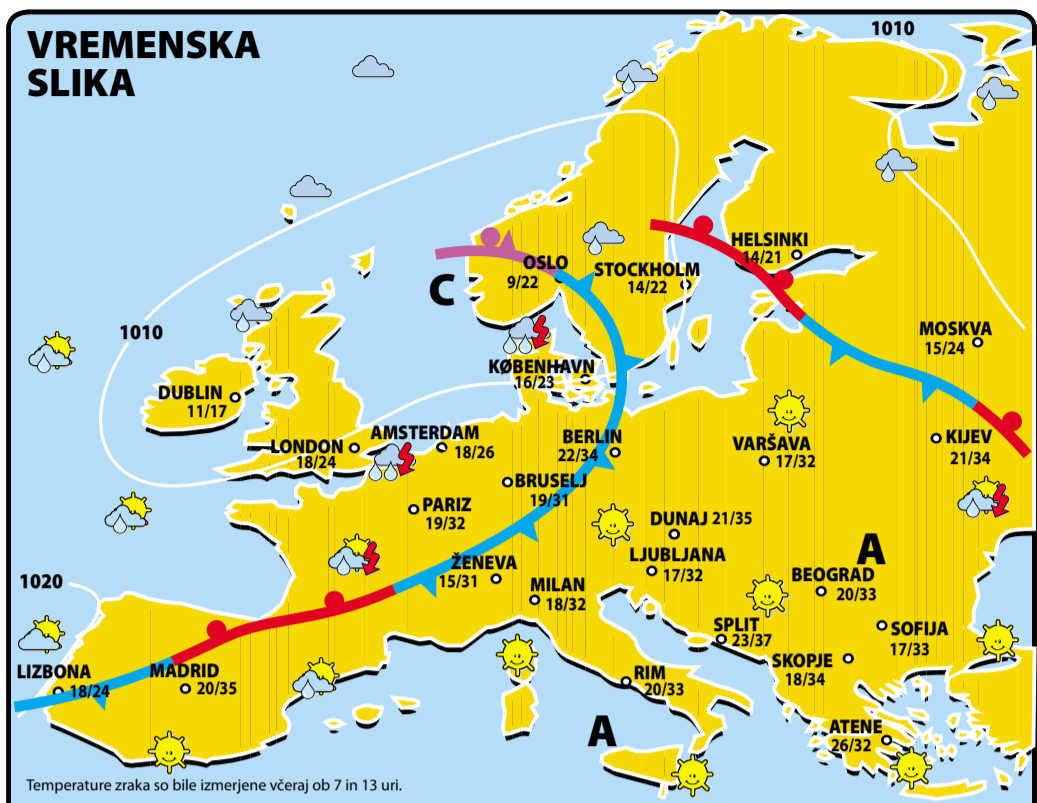 VREMENSKA
SLIKA
1010
HELSINKI
14/21
OSLO
9/22
STOCKHOLM
14/22
C
1010
MOSKVA
15/24
KØBENHAVN
16/23
DUBLIN
11/17
LONDON
18/24
AMSTERDAM
18/26
BERLIN
22/34
VARŠAVA
17/32
KIJEV
21/34
BRUSELJ
19/31
PARIZ
19/32
DUNAJ 21/35
A
LJUBLJANA
17/32
ŽENEVA
15/31
1020
MILAN
18/32
BEOGRAD
20/33
SPLIT
23/37
SOFIJA
17/33
SKOPJE
18/34
LIZBONA
18/24
MADRID
20/35
RIM
20/33
A
ATENE
26/32
Temperature zraka so bile izmerjene včeraj ob 7 in 13 uri.